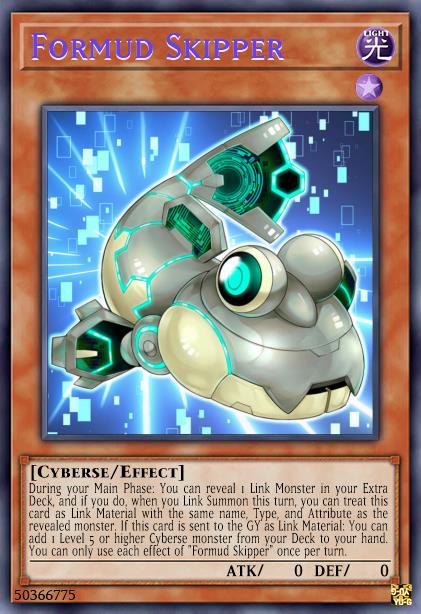 Formud Skipper
LIGHT
光
[Cyberse/Effect]
During your Main Phase: You can reveal 1 Link Monster in your Extra
Deck, and if you do, when you Link Summon this turn, you can treat this
card as Link Material with the same name, Type, and Attribute as the
revealed monster. If this card is sent to the GY as Link Material: You can
add 1 Level 5 or higher Cyberse monster from your Deck to your hand.
You can only use each effect of "Formud Skipper" once per turn.
ATK/ 0 DEF/ 0
50366775